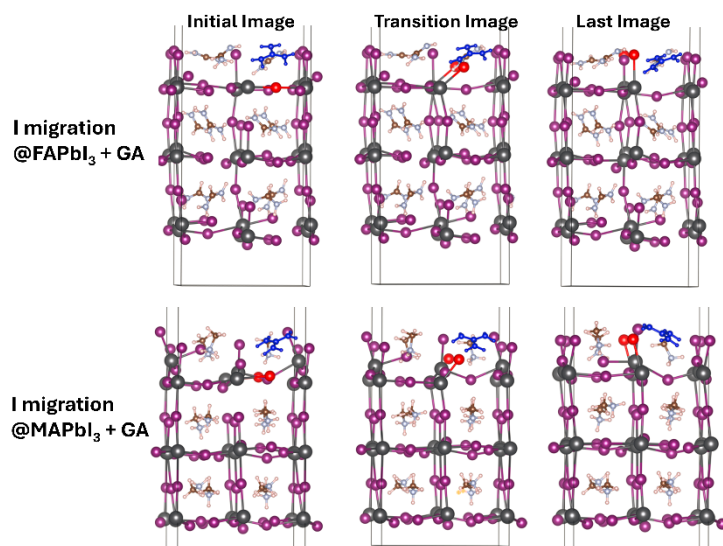 Initial Image
Transition Image
Last Image
I migration
@FAPbI₃ + GA
I migration
@MAPbI₃ + GA